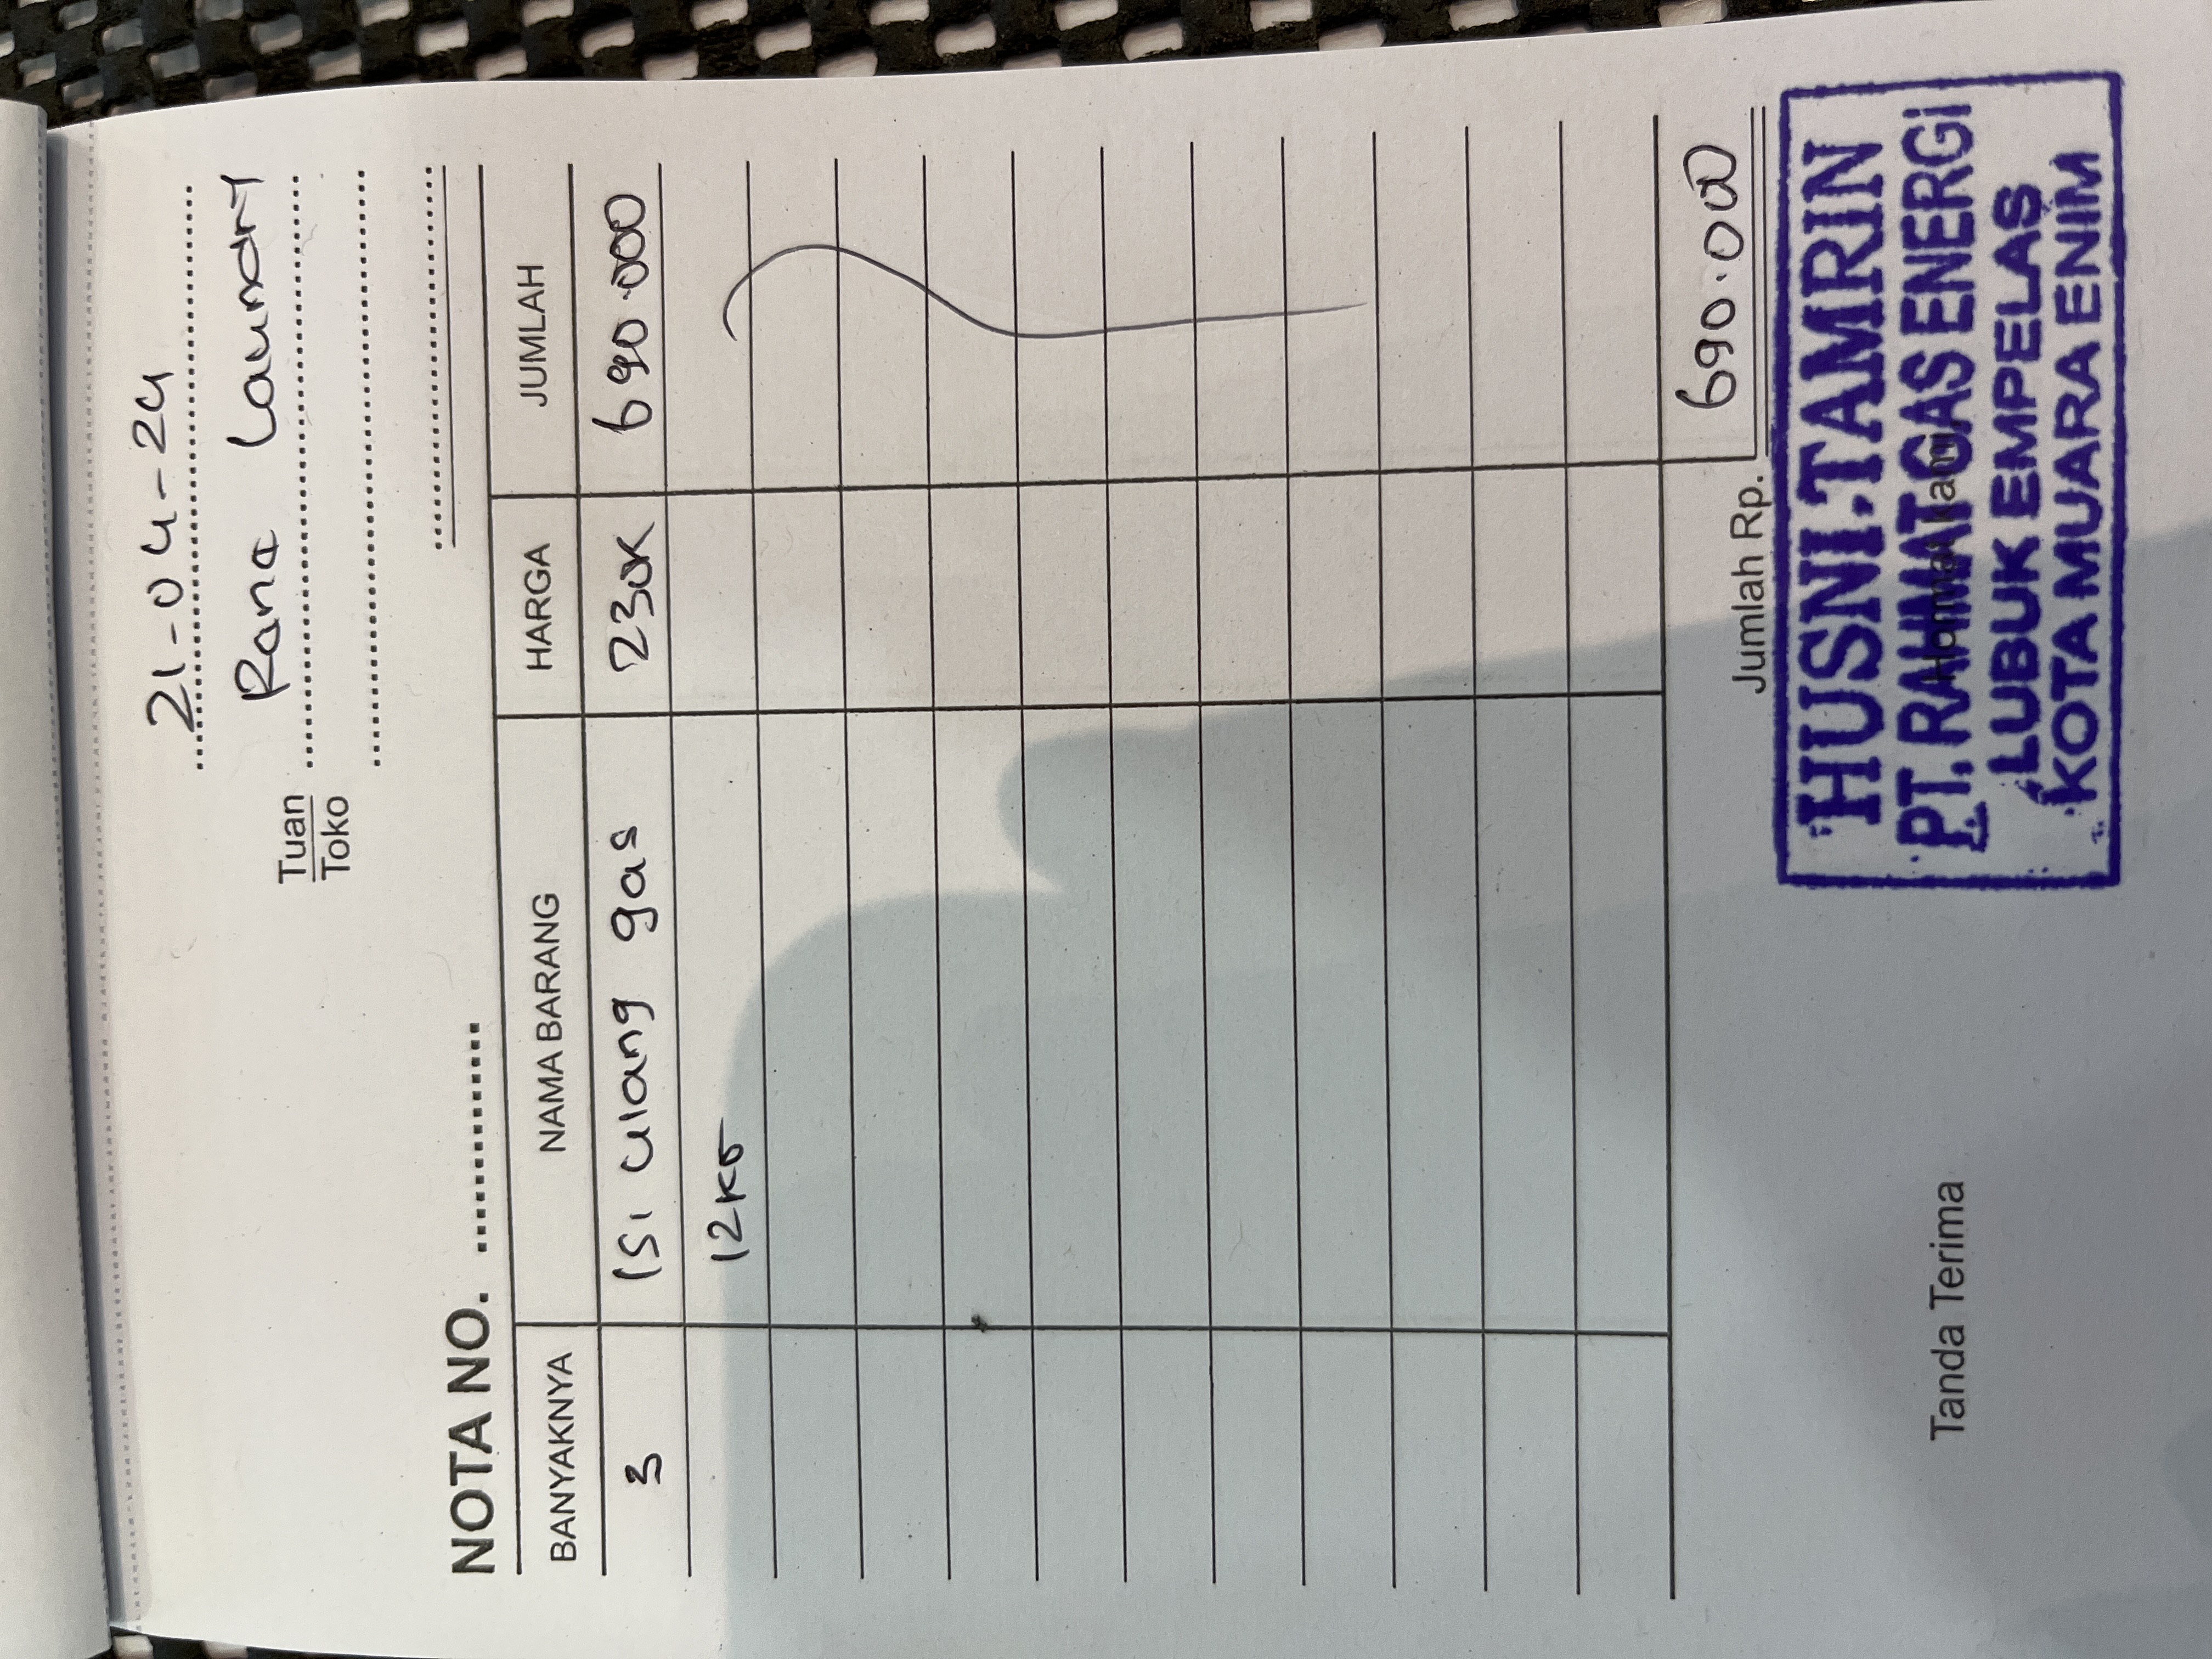 21-04-24
Tuan Rana Laundry
Toko
NOTA NO. ...............
BANYAKNYA NAMA BARANG HARGA JUMLAH
3 Isi ulang gas 230K 690.000
12KG
Jumlah Rp. 690.000
Tanda Terima Hormat kami
HUSNI.TAMRIN
PT. RAHMAT GAS ENERGI
LUBUK EMPELAS
KOTA MUARA ENIM